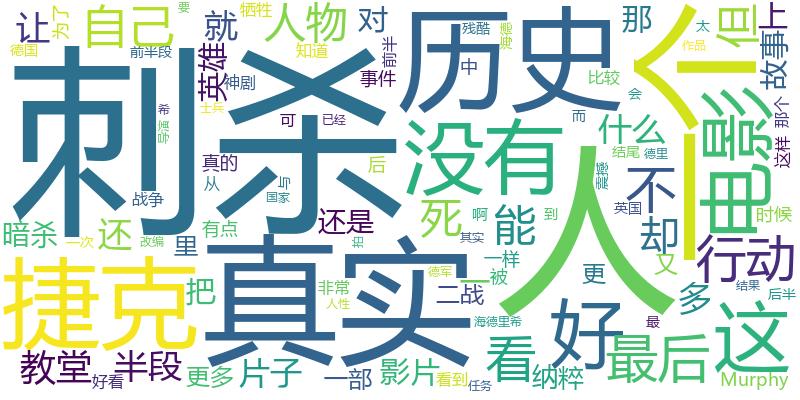 让 为了 自己 就 牺牲 人物 对 残酷 海德 历史 那 个 但 太 上
德国 前半段 要 英雄 知道 前半 作品
刺杀 神剧 事件 中 比较 电影 故事
希 士兵 会 那个
导演 可 已经 没有 而 什么 这样
真的 后 震撼 结尾 德里
战争 从 与 人 不
国家 死 能 英国 时候
暗杀 还 有点 还是 啊 到 却
一次 改编 里 拍 其实 又 行动
捷克 真实 德军 一 一样 更
把 非常 二战 被 多 结果 后半
人性 海德里希 好 最 这
教堂 半段 更多 片子 影片 看 最后
好看 一部 看到 任务 纳粹 Murphy